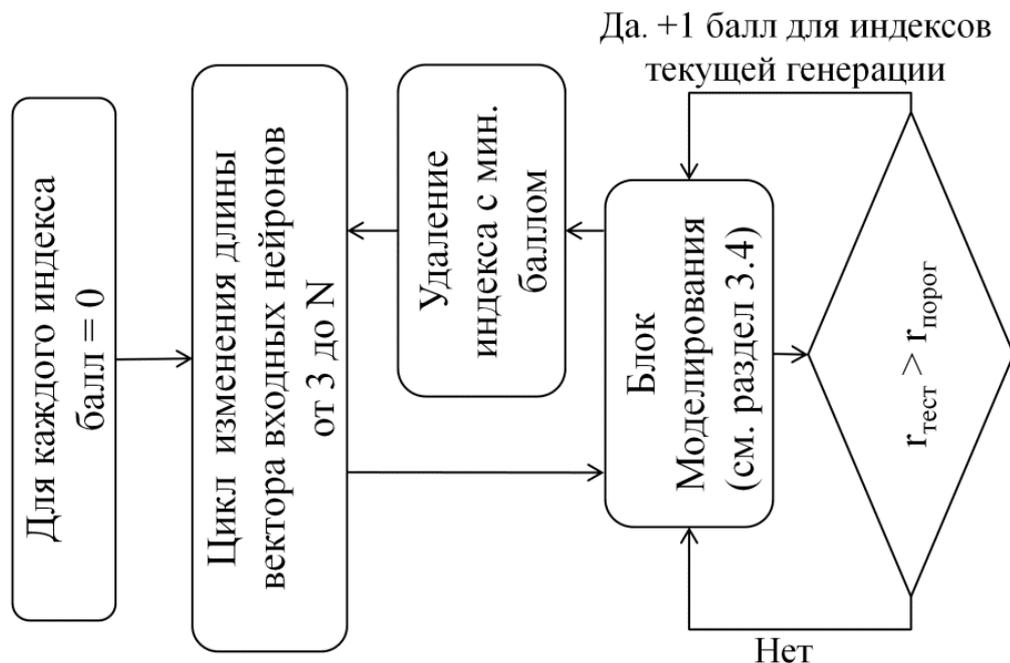 Для каждого индекса
балл = 0
Цикл изменения длины
вектора входных нейронов
от 3 до N
Удаление
индекса с мин.
баллом
Блок
Моделирования
(см. раздел 3.4)
Да. +1 балл для индексов
текущей генерации
rтест > rпорог
Нет